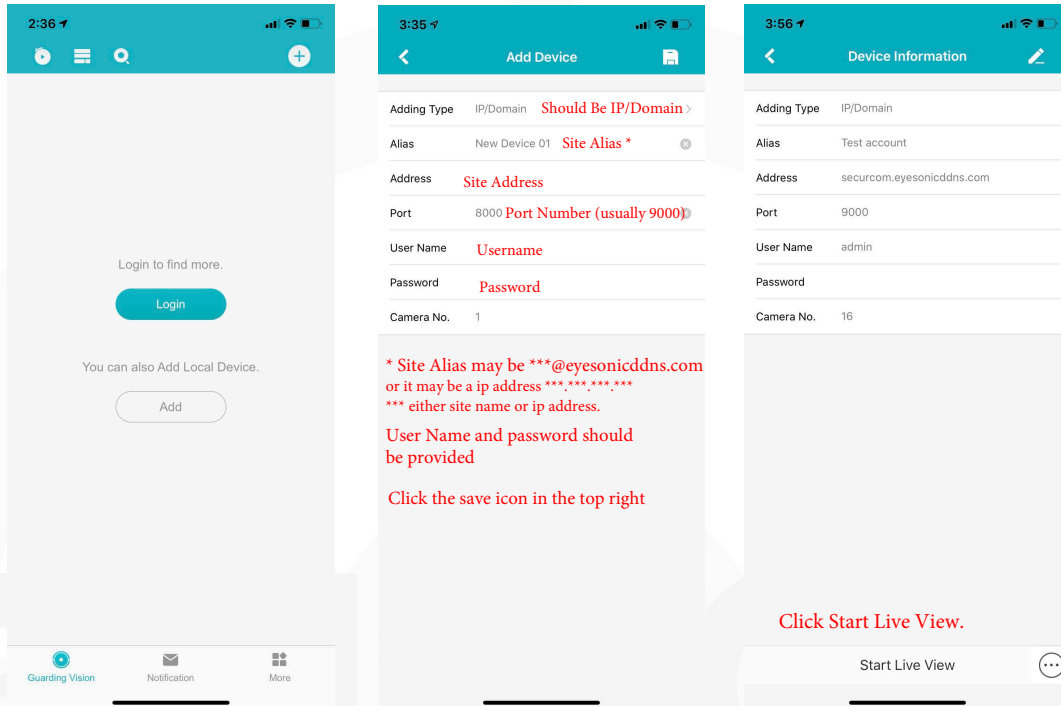 2:36
Login to find more.
Login
You can also Add Local Device.
Add
Guarding Vision
Notification
More
3:35
Add Device
Adding Type IP/Domain Should Be IP/Domain
Alias New Device 01 Site Alias *
Address Site Address
Port 8000 Port Number (usually 9000)
User Name Username
Password Password
Camera No. 1
* Site Alias may be ***@eyesonicddns.com
or it may be a ip address ***.***.***.***
*** either site name or ip address.
User Name and password should
be provided
Click the save icon in the top right
3:56
Device Information
Adding Type IP/Domain
Alias Test account
Address securcom.eyesonicddns.com
Port 9000
User Name admin
Password
Camera No. 16
Click Start Live View.
Start Live View